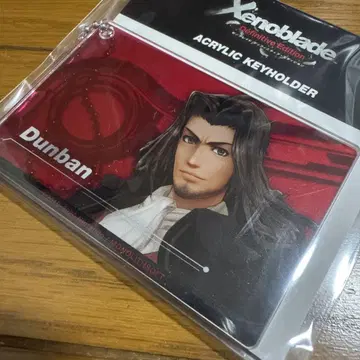 Xenoblade
Definitive Edition
ACRYLIC KEYHOLDER
Dunban